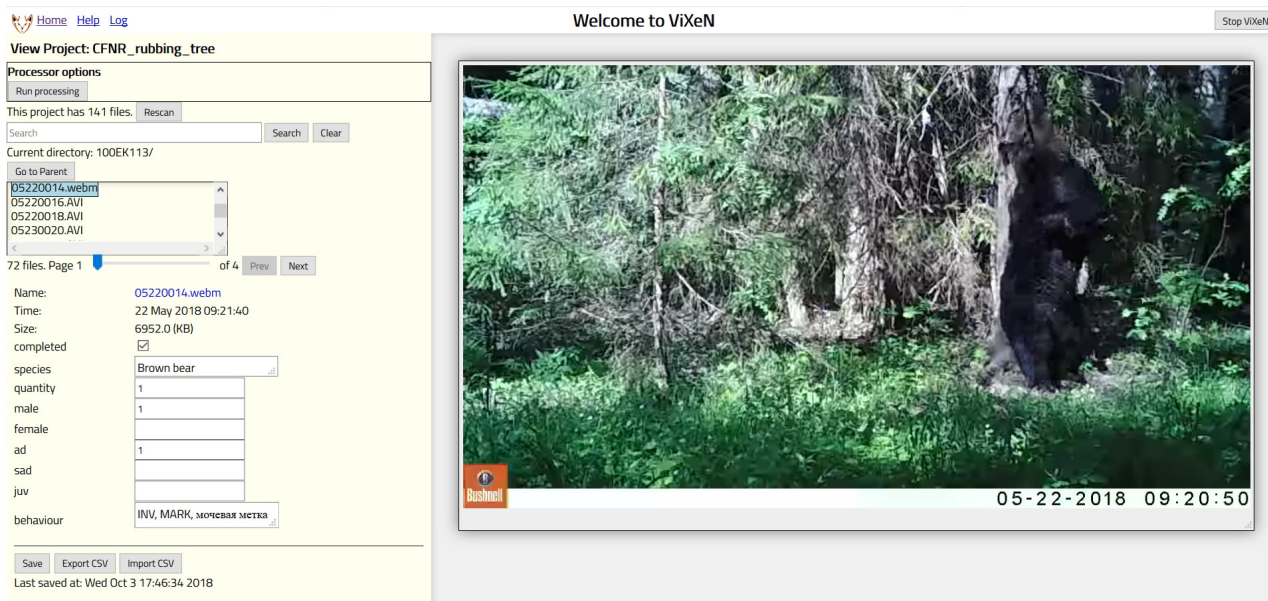 Home Help Log
Welcome to ViXeN
Stop ViXeN
View Project: CFNR_rubbing_tree
Processor options
Run processing
This project has 141 files. Rescan
Search Search Clear
Current directory: 100EK113/
Go to Parent
05220014.webm
05220016.AVI
05220018.AVI
05230020.AVI
72 files. Page 1 of 4 Prev Next
Name: 05220014.webm
Time: 22 May 2018 09:21:40
Size: 6952.0 (KB)
completed
species Brown bear
quantity 1
male 1
female
ad 1
sad
juv
behaviour INV, MARK, мочевая метка
Save Export CSV Import CSV
Last saved at: Wed Oct 3 17:46:34 2018
Bushnell
05-22-2018 09:20:50